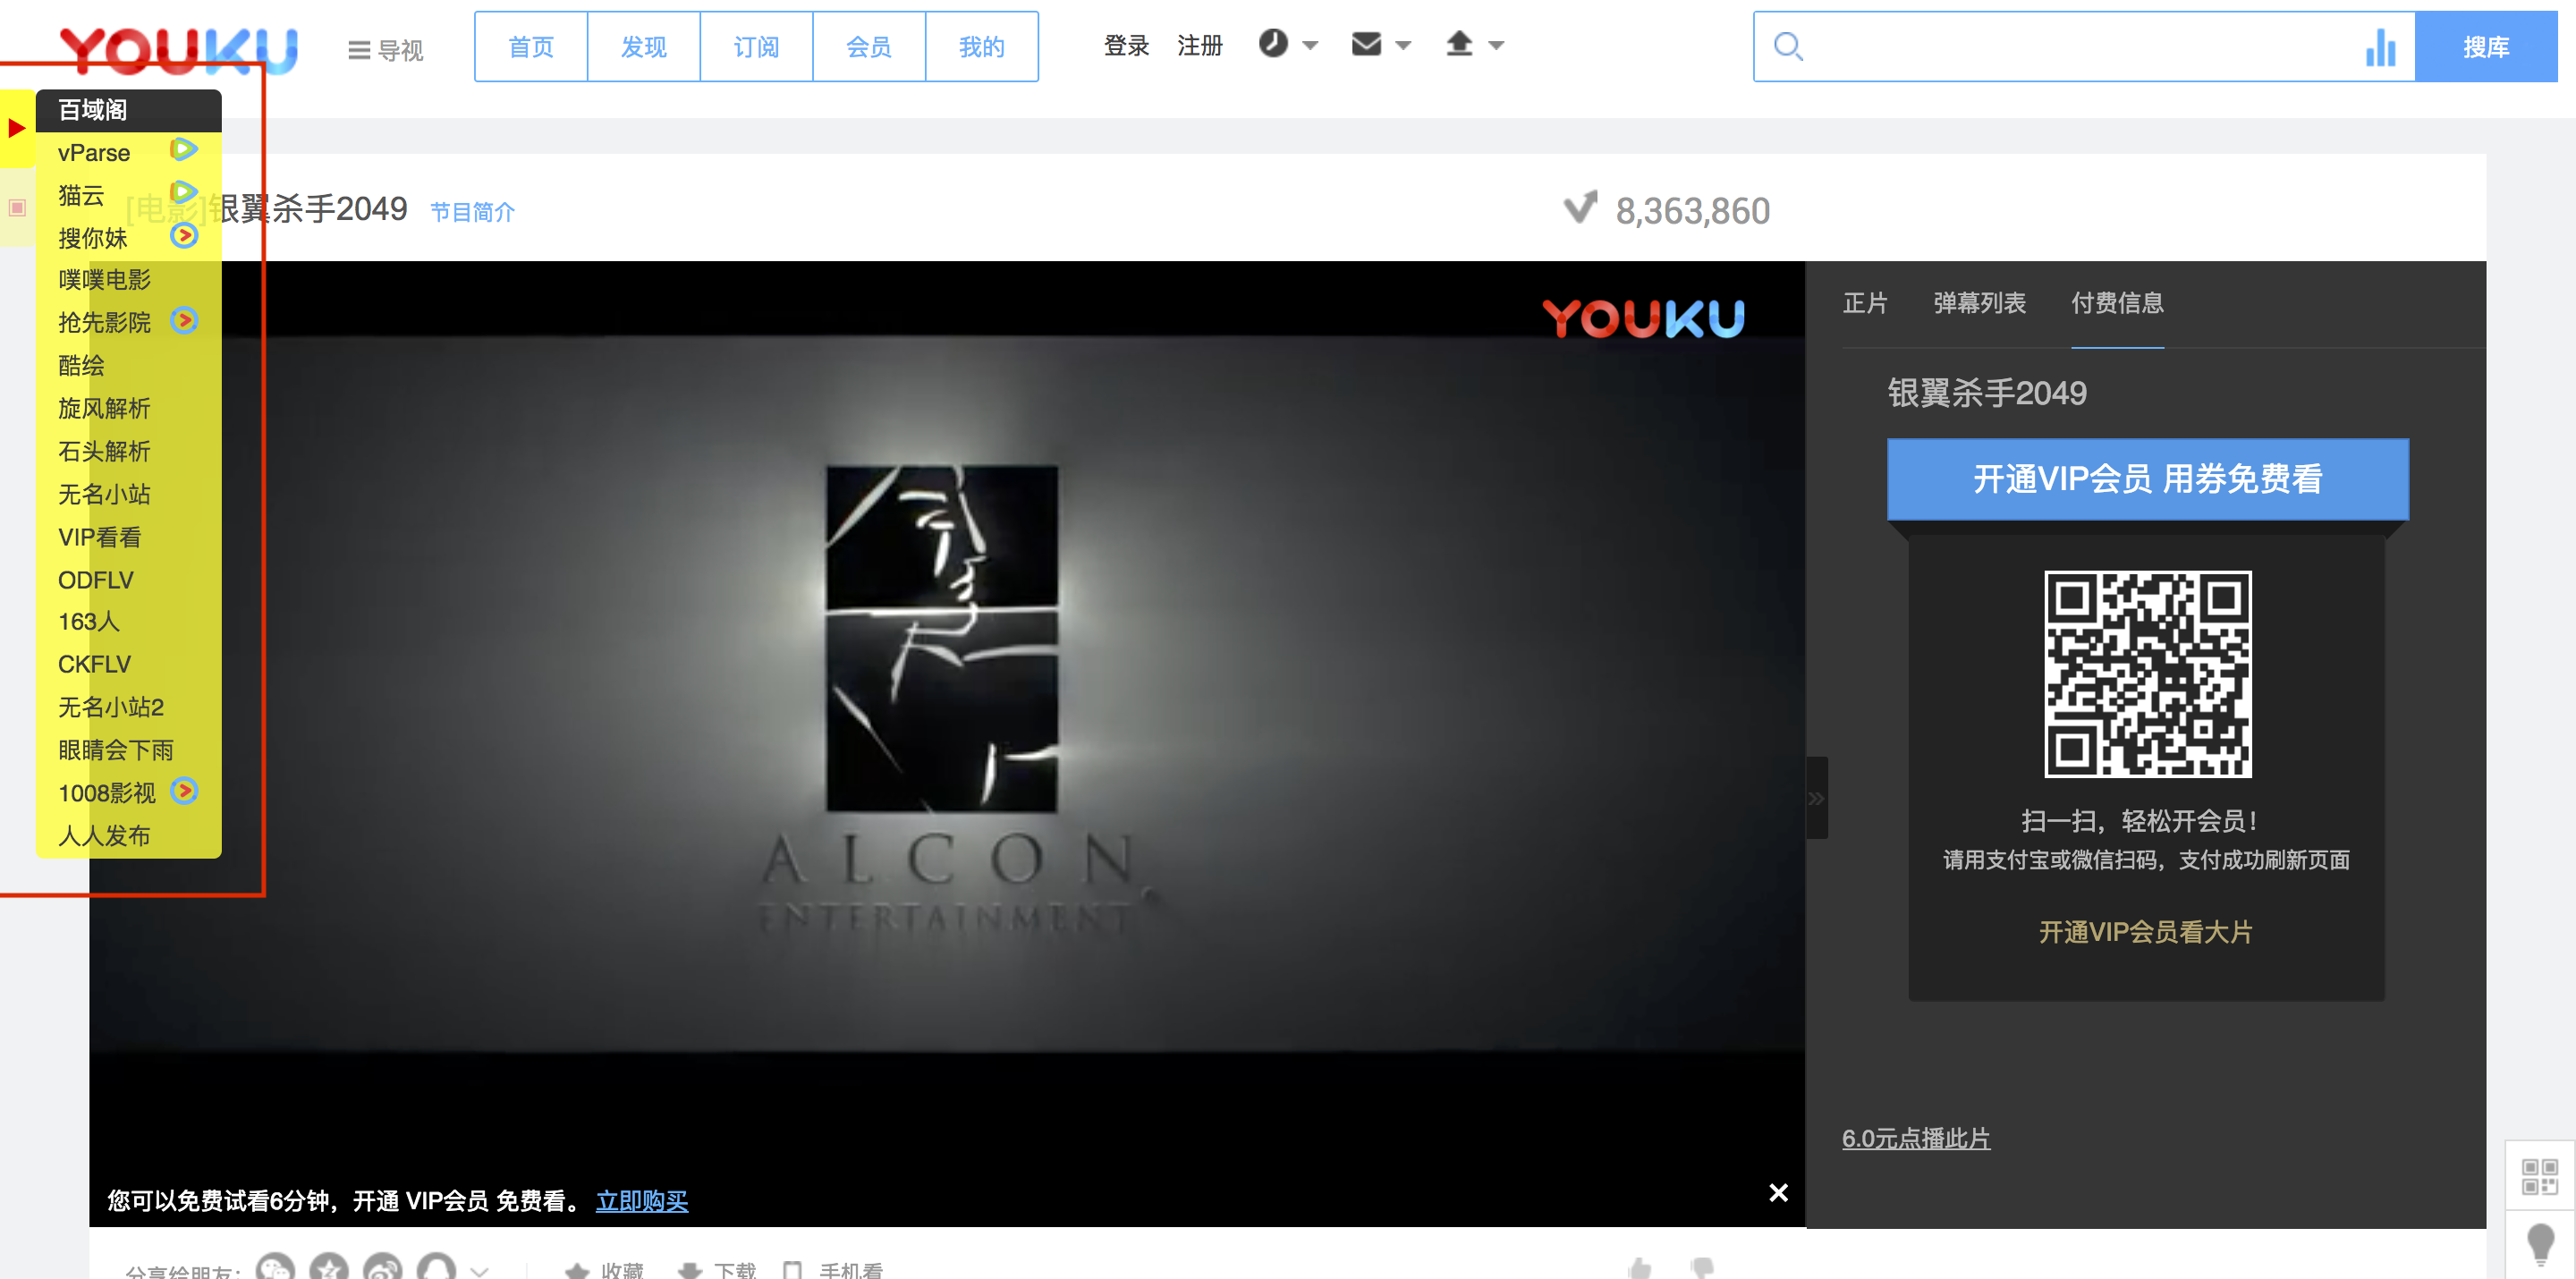 YOUKU
导视
首页
发现
订阅
会员
我的
登录
注册
搜库
百域阁
vParse
猫云
搜你妹
噗噗电影
抢先影院
酷绘
旋风解析
石头解析
无名小站
VIP看看
ODFLV
163人
CKFLV
无名小站2
眼睛会下雨
1008影视
人人发布
[电影]银翼杀手2049 节目简介
8,363,860
YOUKU
ALCON
ENTERTAINMENT
正片
弹幕列表
付费信息
银翼杀手2049
开通VIP会员 用券免费看
扫一扫，轻松开会员！
请用支付宝或微信扫码，支付成功刷新页面
开通VIP会员看大片
6.0元点播此片
您可以免费试看6分钟，开通 VIP会员 免费看。 立即购买
分享给朋友：
收藏
下载
手机看